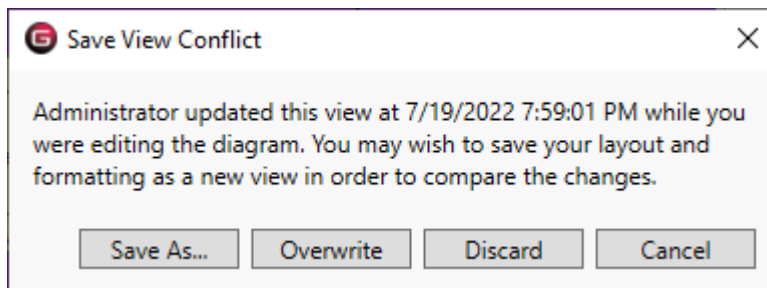 Save View Conflict
Administrator updated this view at 7/19/2022 7:59:01 PM while you
were editing the diagram. You may wish to save your layout and
formatting as a new view in order to compare the changes.
Save As... Overwrite Discard Cancel